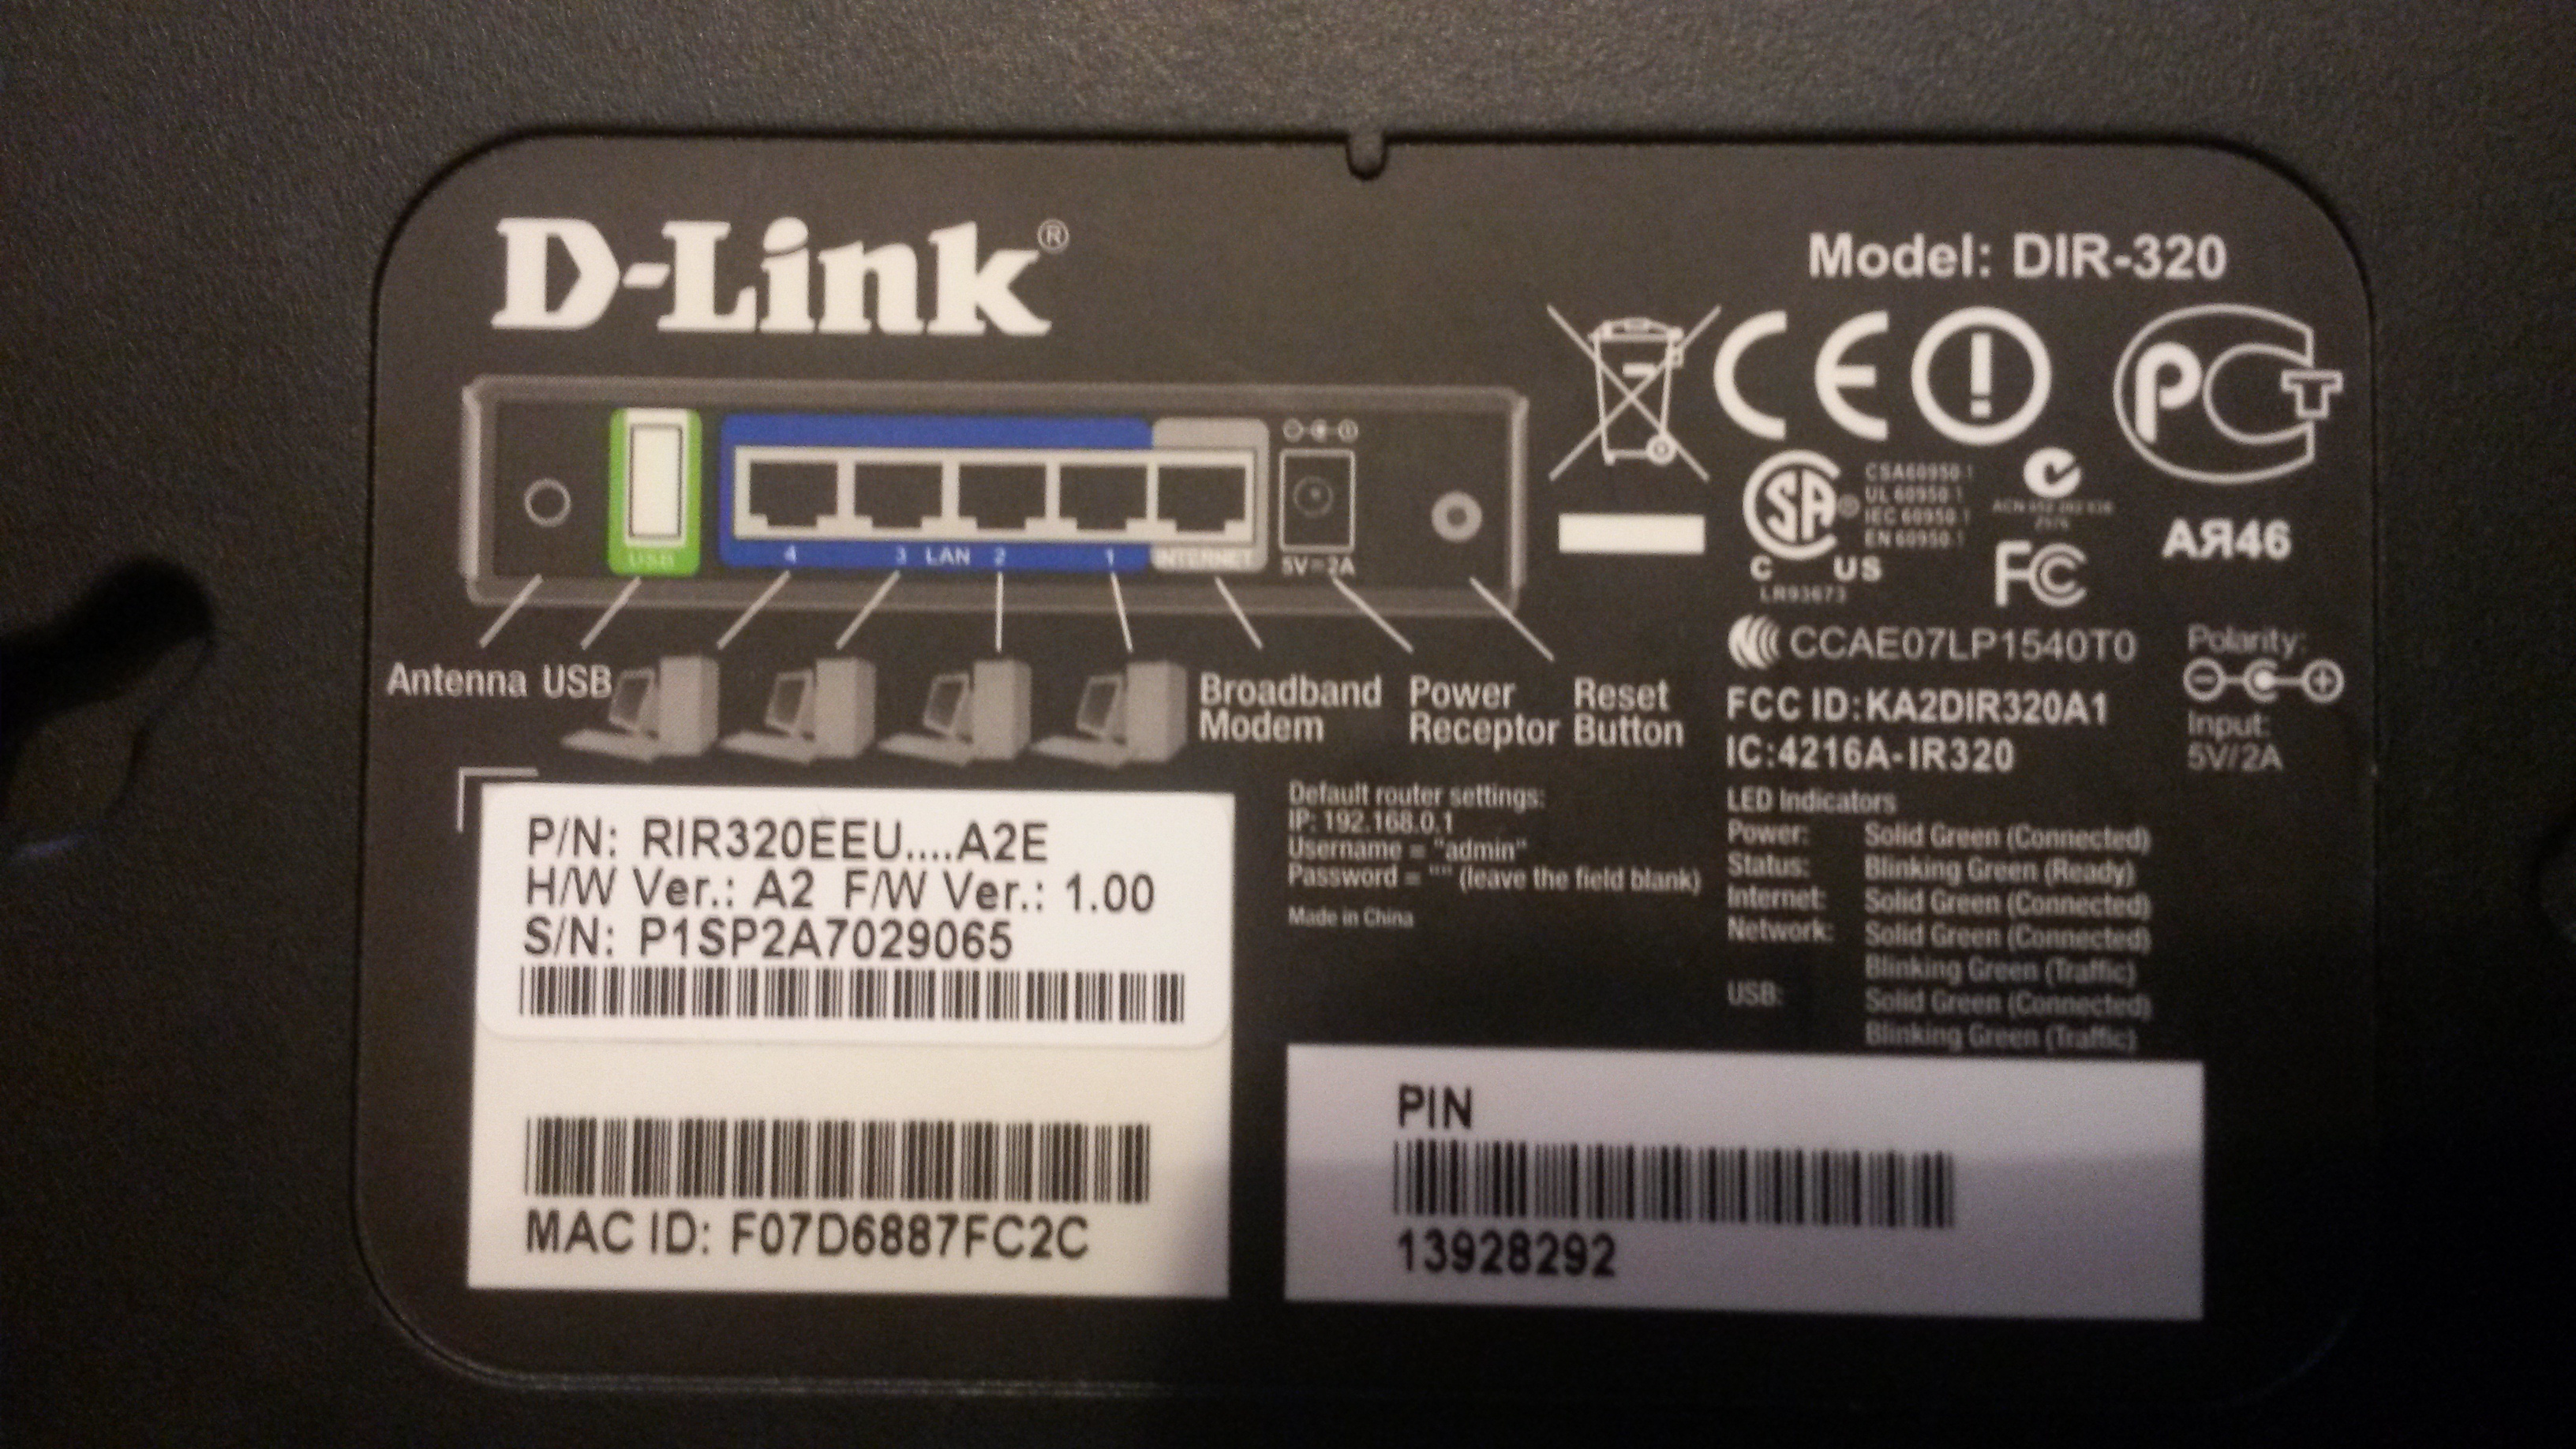 D-Link®
Model: DIR-320
USB
4 3 LAN 2 1
INTERNET
5V=2A
Antenna USB
Broadband
Modem
Power
Receptor
Reset
Button
CE
PCT
AЯ46
SA
CSA60950-1
UL 60950-1
IEC 60950-1
EN 60950-1
C US
LR93673
FC
CCAE07LP1540T0
FCC ID:KA2DIR320A1
IC:4216A-IR320
Polarity:
Input:
5V/2A
P/N: RIR320EEU....A2E
H/W Ver.: A2 F/W Ver.: 1.00
S/N: P1SP2A7029065
MAC ID: F07D6887FC2C
Default router settings:
IP: 192.168.0.1
Username = "admin"
Password = "" (leave the field blank)
Made in China
LED Indicators
Power: Solid Green (Connected)
Status: Blinking Green (Ready)
Internet: Solid Green (Connected)
Network: Solid Green (Connected)
Blinking Green (Traffic)
USB: Solid Green (Connected)
Blinking Green (Traffic)
PIN
13928292